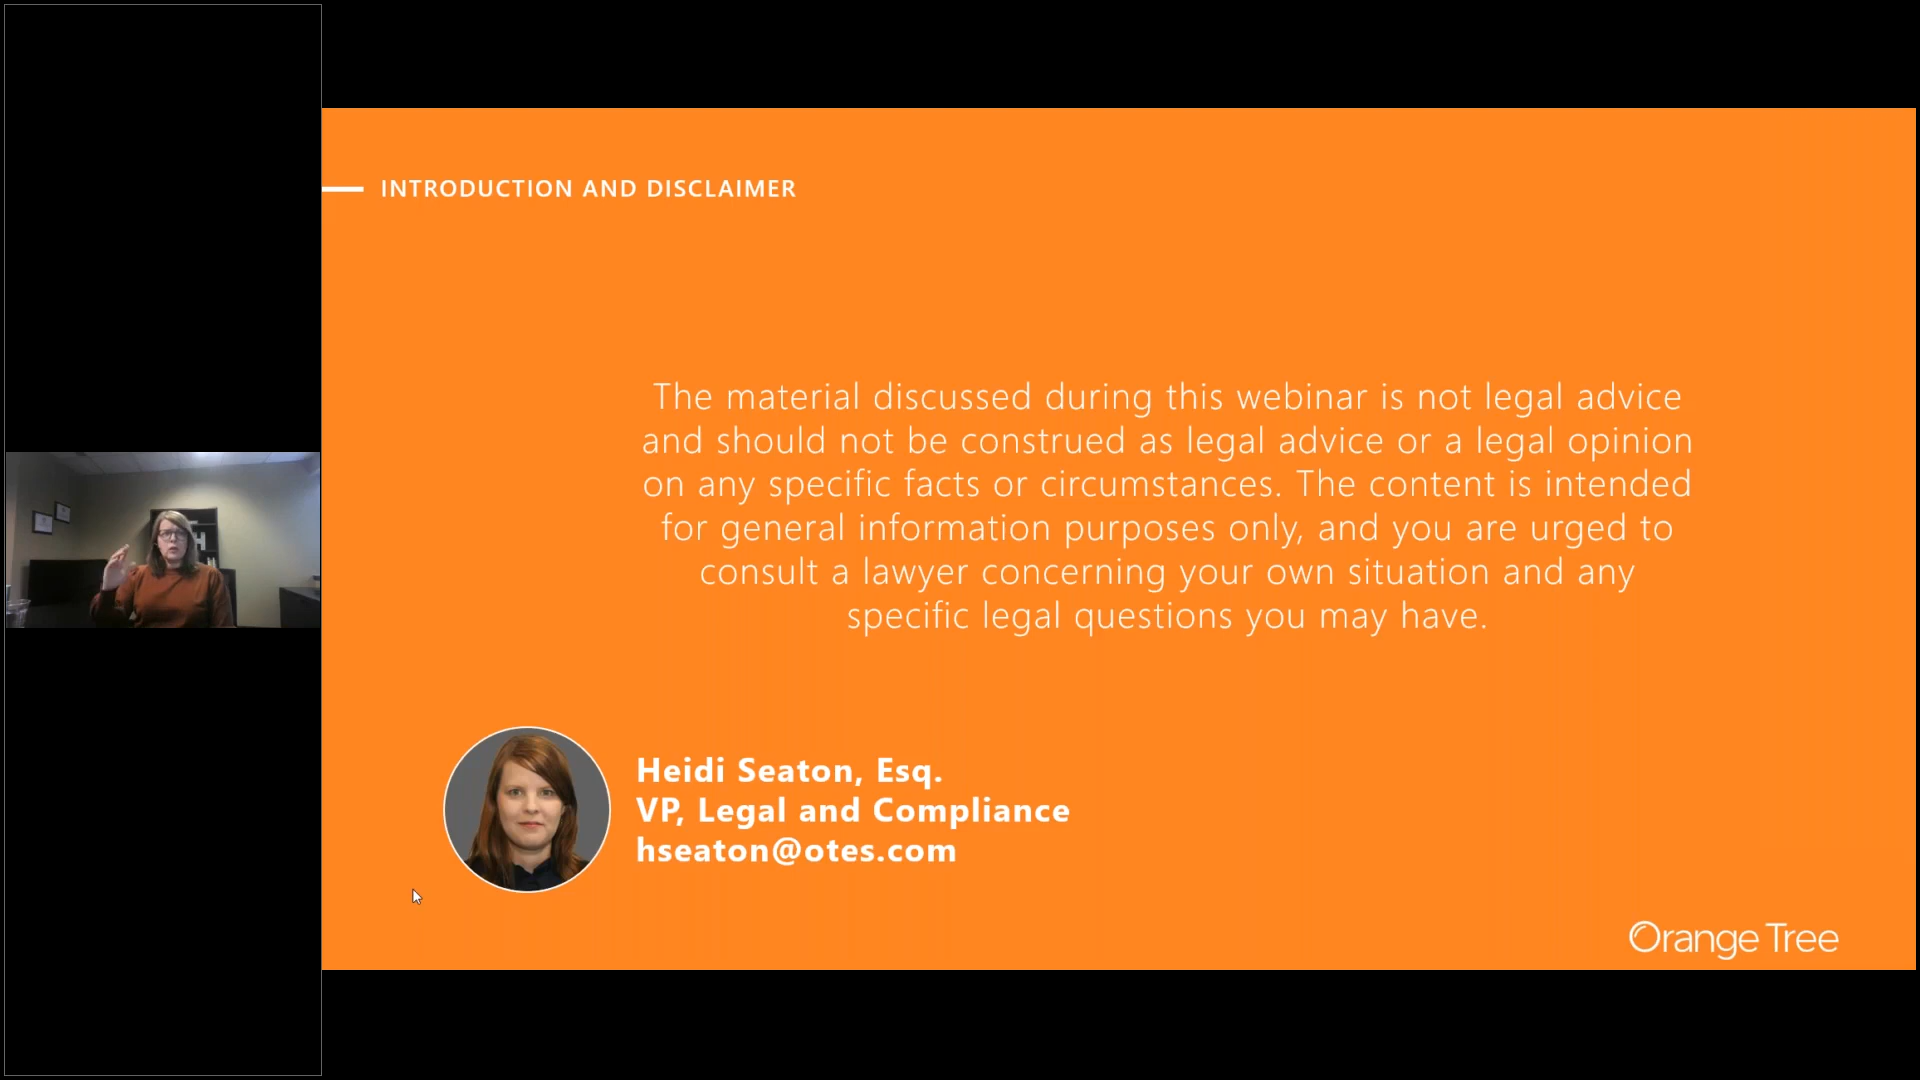 INTRODUCTION AND DISCLAIMER
The material discussed during this webinar is not legal advice
and should not be construed as legal advice or a legal opinion
on any specific facts or circumstances. The content is intended
for general information purposes only, and you are urged to
consult a lawyer concerning your own situation and any
specific legal questions you may have.
Heidi Seaton, Esq.
VP, Legal and Compliance
hseaton@otes.com
Orange Tree